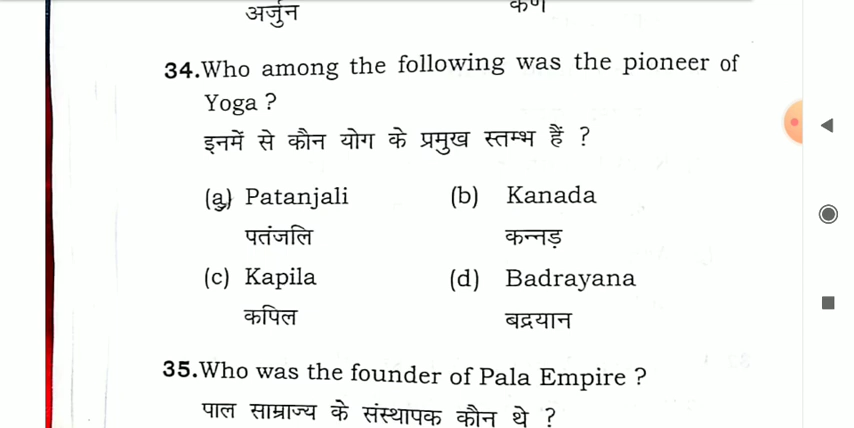 अर्जुन कर्ण
34.Who among the following was the pioneer of
Yoga ?
इनमें से कौन योग के प्रमुख स्तम्भ हैं ?
(a) Patanjali (b) Kanada
पतंजलि कन्नड़
(c) Kapila (d) Badrayana
कपिल बद्रयान
35.Who was the founder of Pala Empire ?
पाल साम्राज्य के संस्थापक कौन थे ?